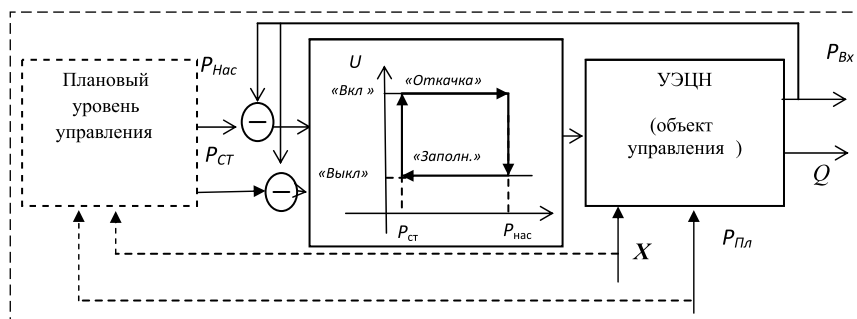 Плановый
уровень
управления
P_Нас
P_СТ
U
«Вкл »
«Откачка»
«Выкл»
«Заполн.»
P_ст
P_нас
УЭЦН
(объект
управления )
P_Вх
Q
X
P_Пл